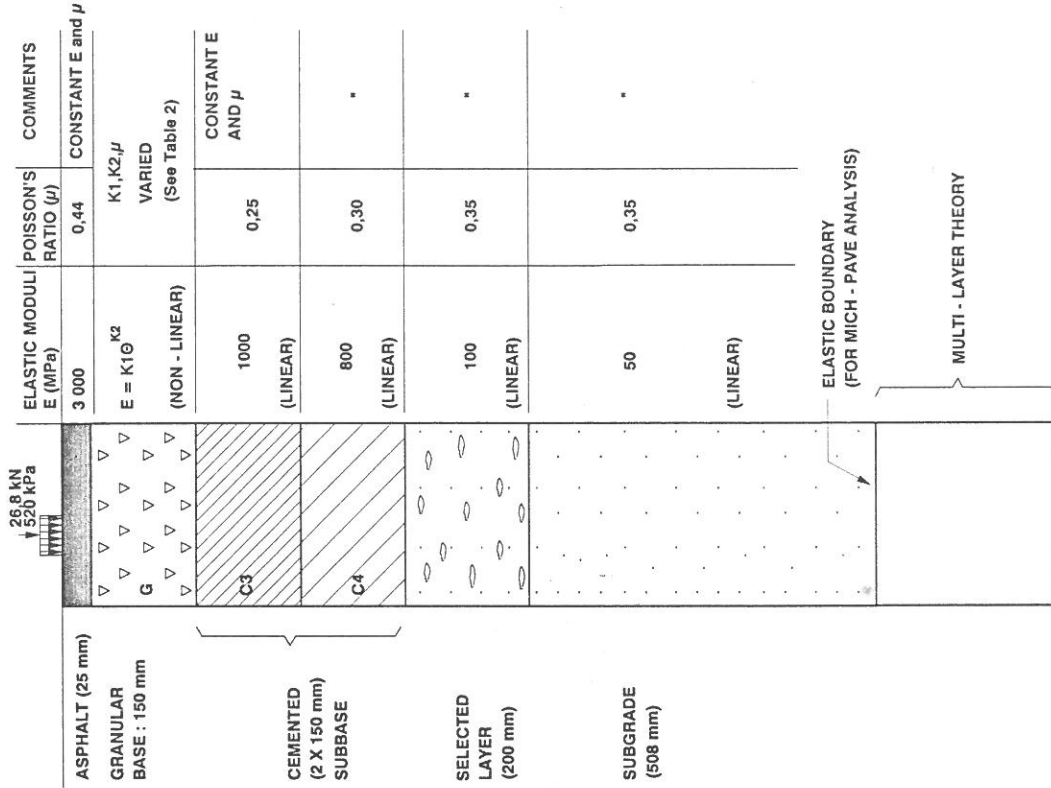 ELASTIC MODULI
E (MPa)
POISSON'S
RATIO (μ)
COMMENTS
26,8 kN
520 kPa
ASPHALT (25 mm)
3 000
0,44
CONSTANT E and μ
GRANULAR
BASE : 150 mm
G
E = K1Θ^K2
(NON - LINEAR)
K1,K2,μ
VARIED
(See Table 2)
CEMENTED
(2 X 150 mm)
SUBBASE
C3
1000
(LINEAR)
0,25
CONSTANT E
AND μ
C4
800
(LINEAR)
0,30
"
SELECTED
LAYER
(200 mm)
100
(LINEAR)
0,35
"
SUBGRADE
(508 mm)
50
(LINEAR)
0,35
"
ELASTIC BOUNDARY
(FOR MICH - PAVE ANALYSIS)
MULTI - LAYER THEORY